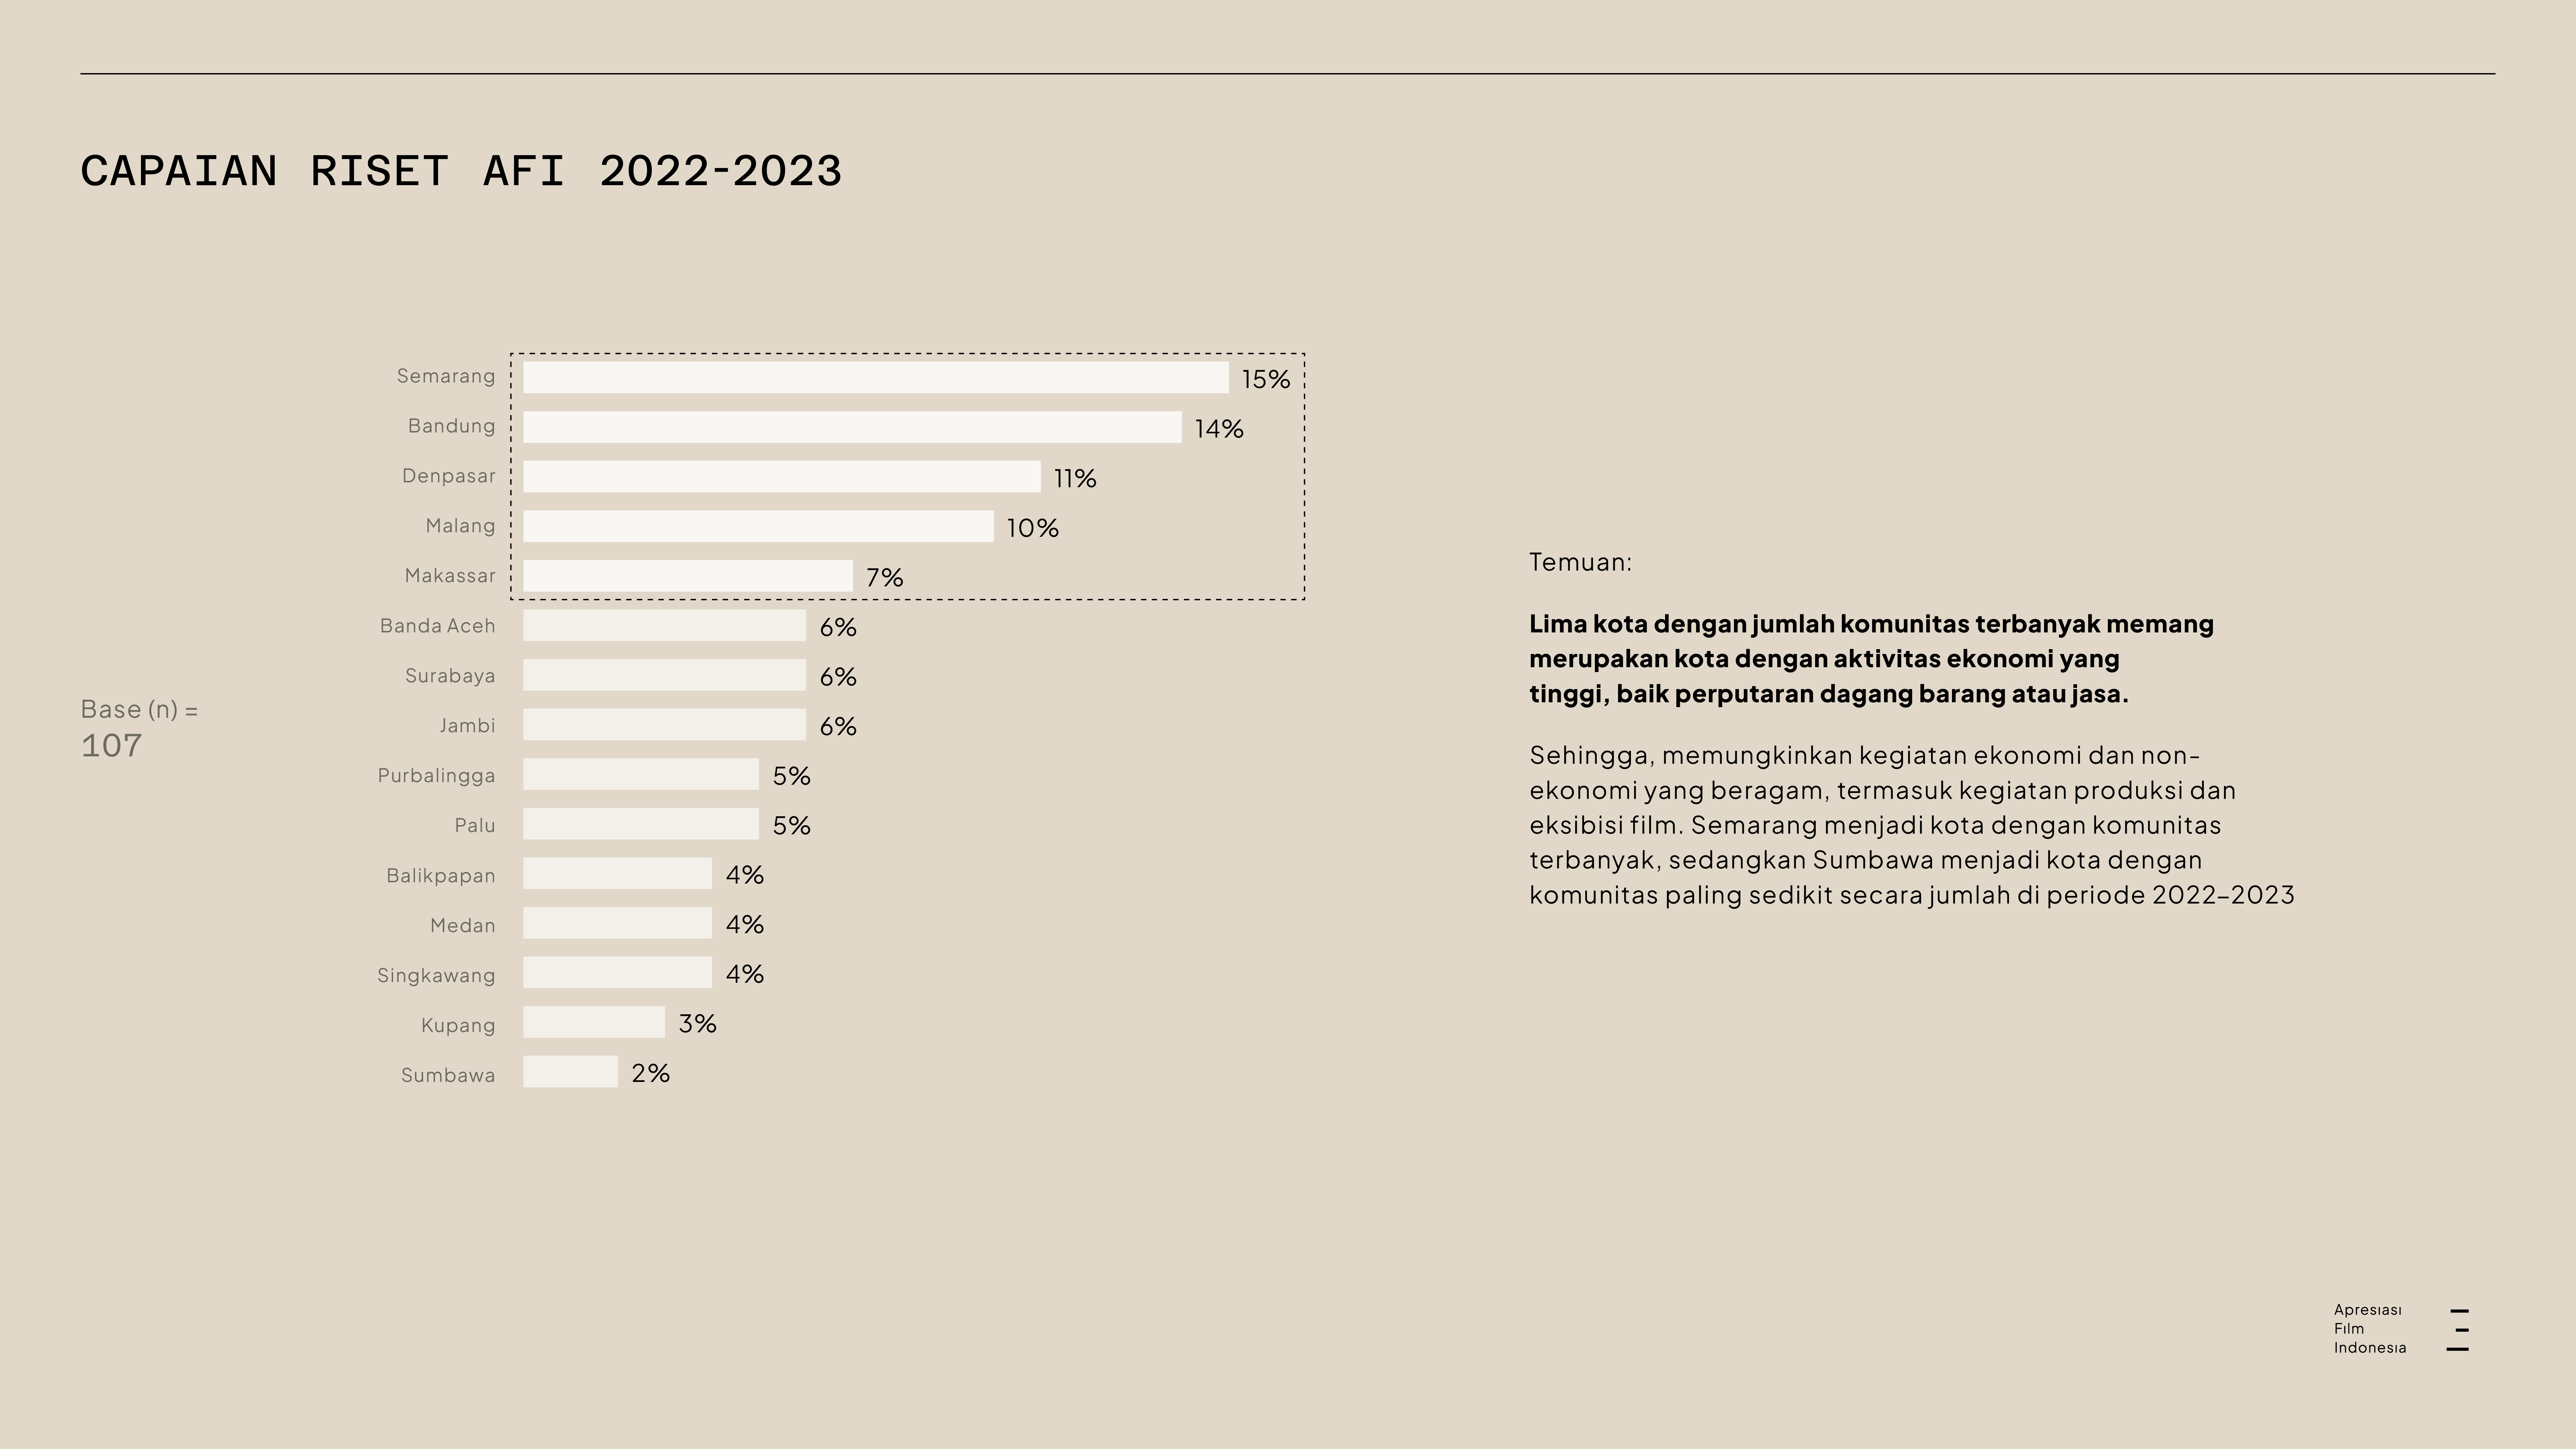 CAPAIAN RISET AFI 2022-2023
Base (n) =
107
Semarang 15%
Bandung 14%
Denpasar 11%
Malang 10%
Makassar 7%
Banda Aceh 6%
Surabaya 6%
Jambi 6%
Purbalingga 5%
Palu 5%
Balikpapan 4%
Medan 4%
Singkawang 4%
Kupang 3%
Sumbawa 2%
Temuan:
Lima kota dengan jumlah komunitas terbanyak memang
merupakan kota dengan aktivitas ekonomi yang
tinggi, baik perputaran dagang barang atau jasa.
Sehingga, memungkinkan kegiatan ekonomi dan non-
ekonomi yang beragam, termasuk kegiatan produksi dan
eksibisi film. Semarang menjadi kota dengan komunitas
terbanyak, sedangkan Sumbawa menjadi kota dengan
komunitas paling sedikit secara jumlah di periode 2022–2023
Apresıası
Fılm
Indonesıa